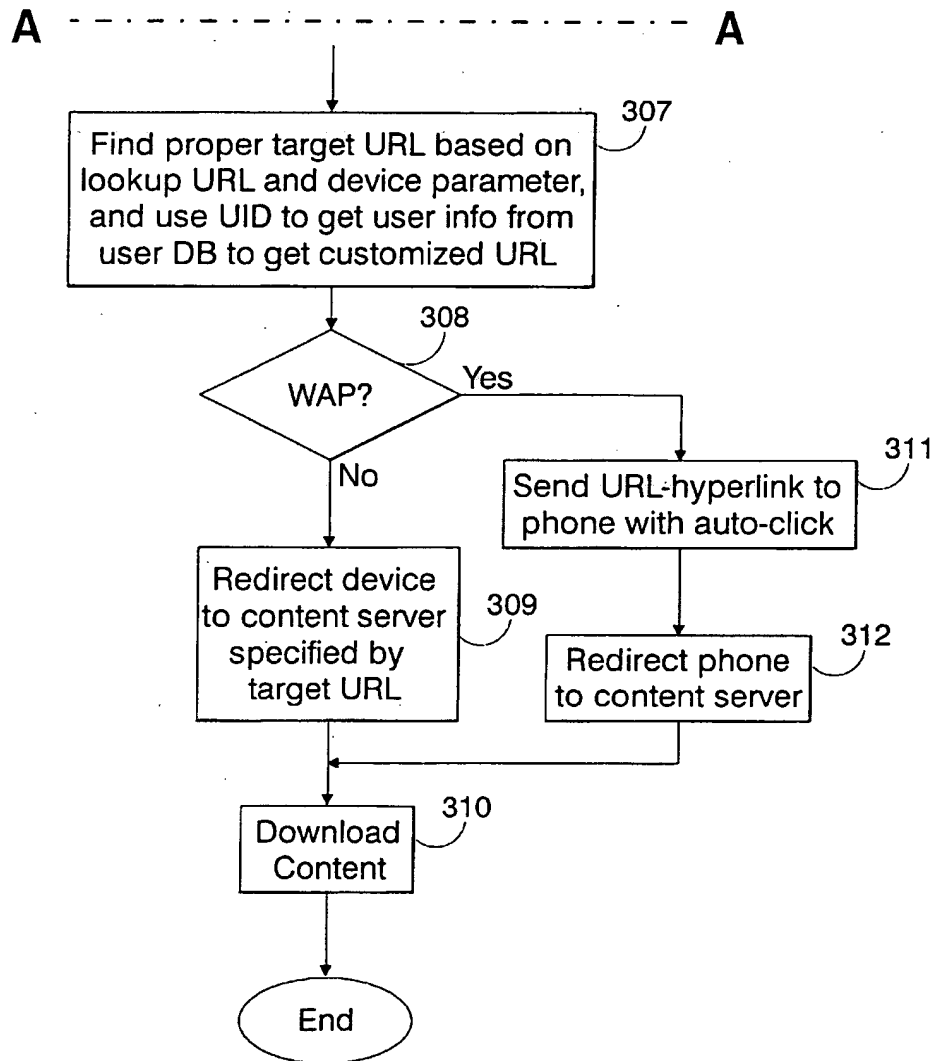 A
A
307
Find proper target URL based on
lookup URL and device parameter,
and use UID to get user info from
user DB to get customized URL
308
WAP?
Yes
No
311
Send URL-hyperlink to
phone with auto-click
Redirect device
to content server
specified by
target URL
309
312
Redirect phone
to content server
310
Download
Content
End